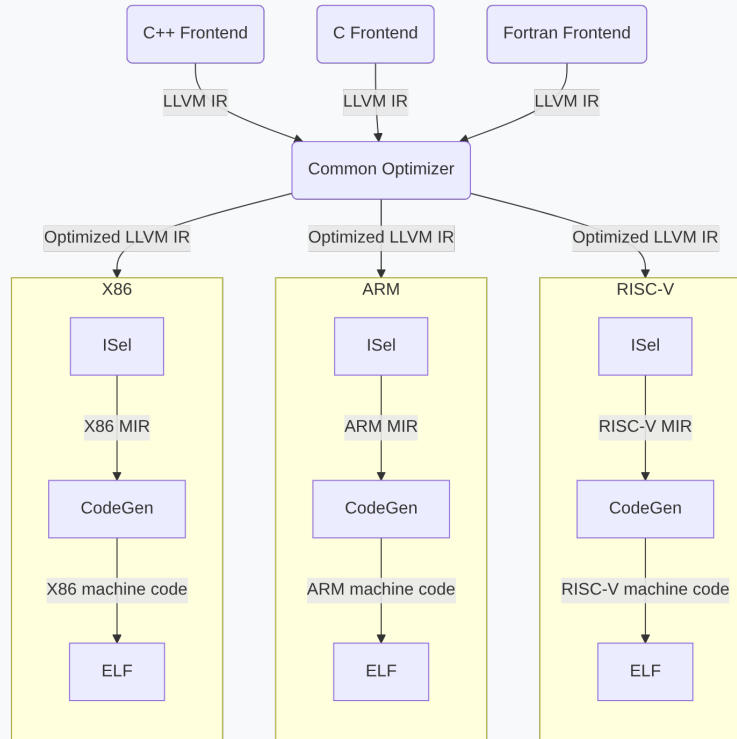 C++ Frontend
C Frontend
Fortran Frontend
LLVM IR
LLVM IR
LLVM IR
Common Optimizer
Optimized LLVM IR
Optimized LLVM IR
Optimized LLVM IR
X86
ARM
RISC-V
ISel
ISel
ISel
X86 MIR
ARM MIR
RISC-V MIR
CodeGen
CodeGen
CodeGen
X86 machine code
ARM machine code
RISC-V machine code
ELF
ELF
ELF